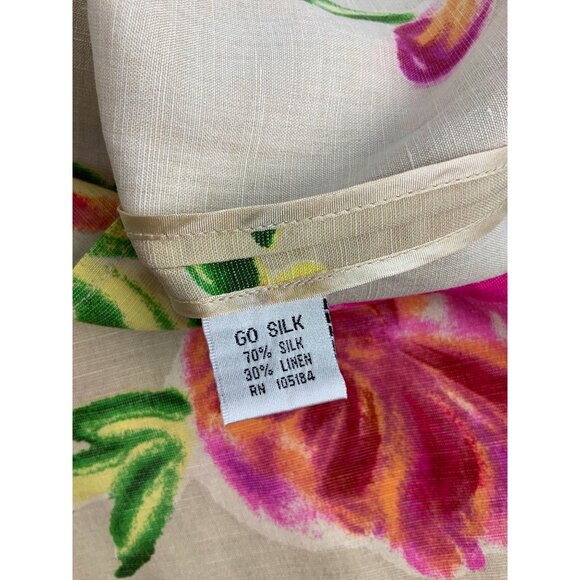 GO SILK
70% SILK
30% LINEN
RN 105184